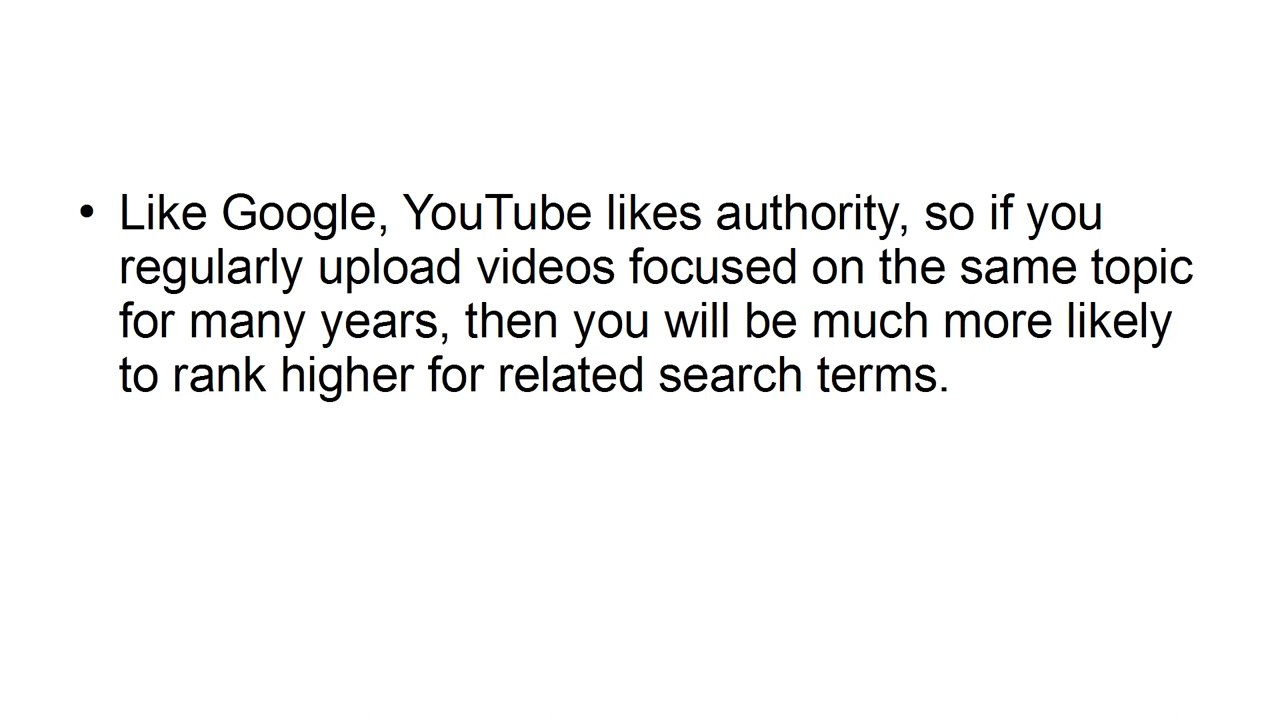 • Like Google, YouTube likes authority, so if you
regularly upload videos focused on the same topic
for many years, then you will be much more likely
to rank higher for related search terms.